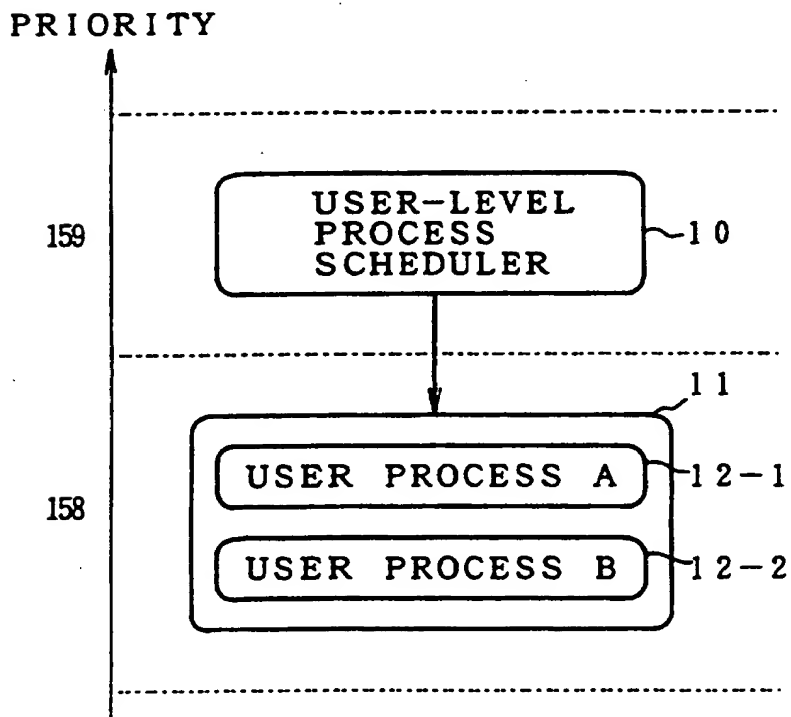 PRIORITY
159
USER-LEVEL
PROCESS
SCHEDULER
10
11
158
USER PROCESS A
12-1
USER PROCESS B
12-2